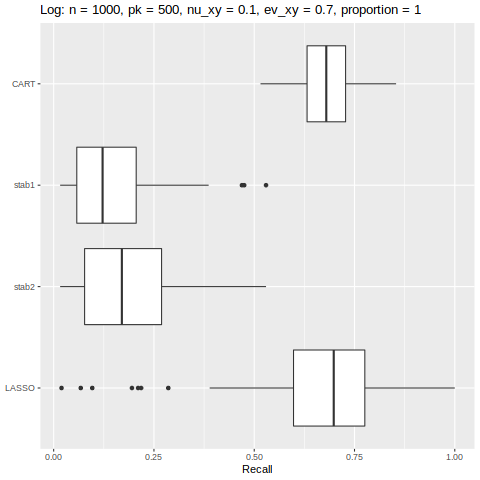 Log: n = 1000, pk = 500, nu_xy = 0.1, ev_xy = 0.7, proportion = 1
CART
stab1
stab2
LASSO
0.00 0.25 0.50 0.75 1.00
Recall